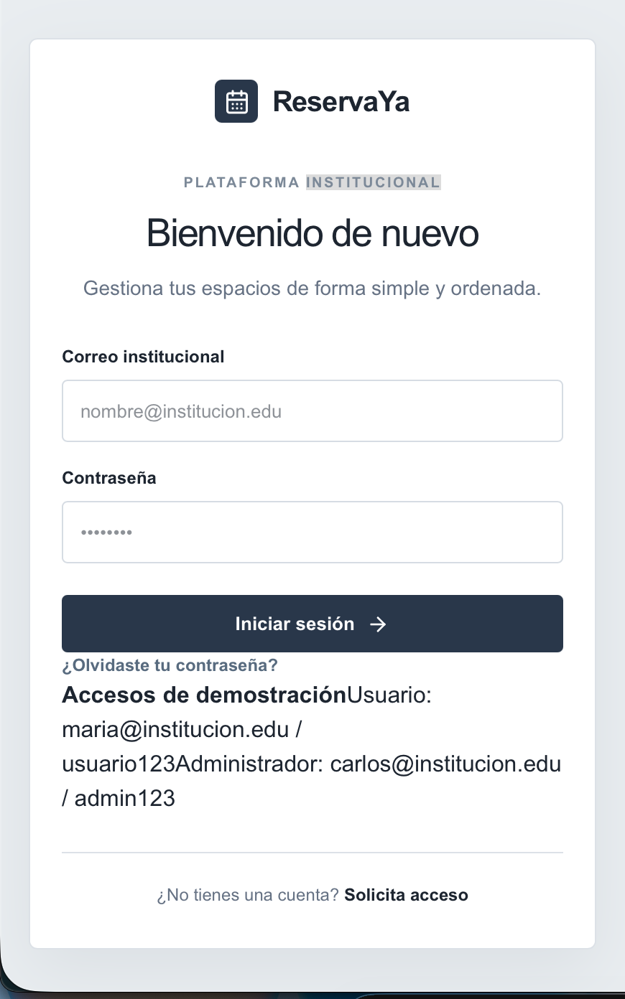 ReservaYa
PLATAFORMA INSTITUCIONAL
Bienvenido de nuevo
Gestiona tus espacios de forma simple y ordenada.
Correo institucional
nombre@institucion.edu
Contraseña
••••••••
Iniciar sesión →
¿Olvidaste tu contraseña?
Accesos de demostraciónUsuario:
maria@institucion.edu /
usuario123Administrador: carlos@institucion.edu
/ admin123
¿No tienes una cuenta? Solicita acceso